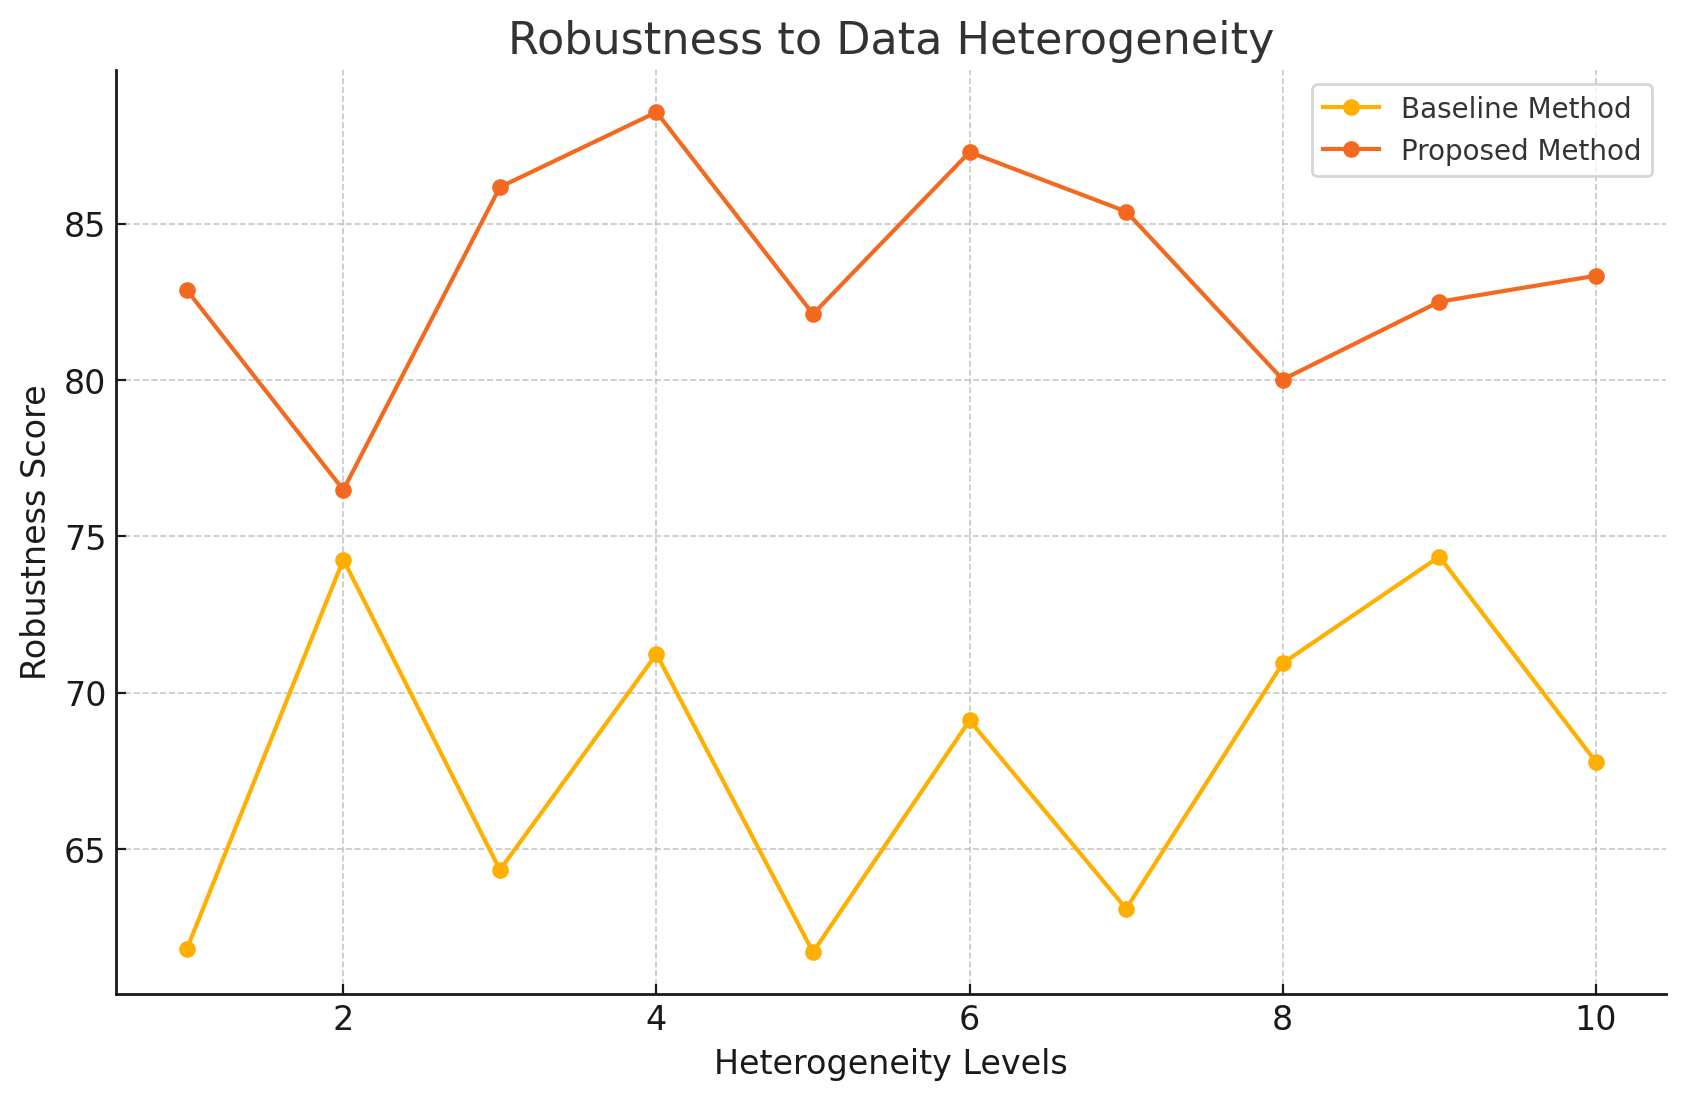 Robustness to Data Heterogeneity
Baseline Method
Proposed Method
Robustness Score
85
80
75
70
65
2 4 6 8 10
Heterogeneity Levels